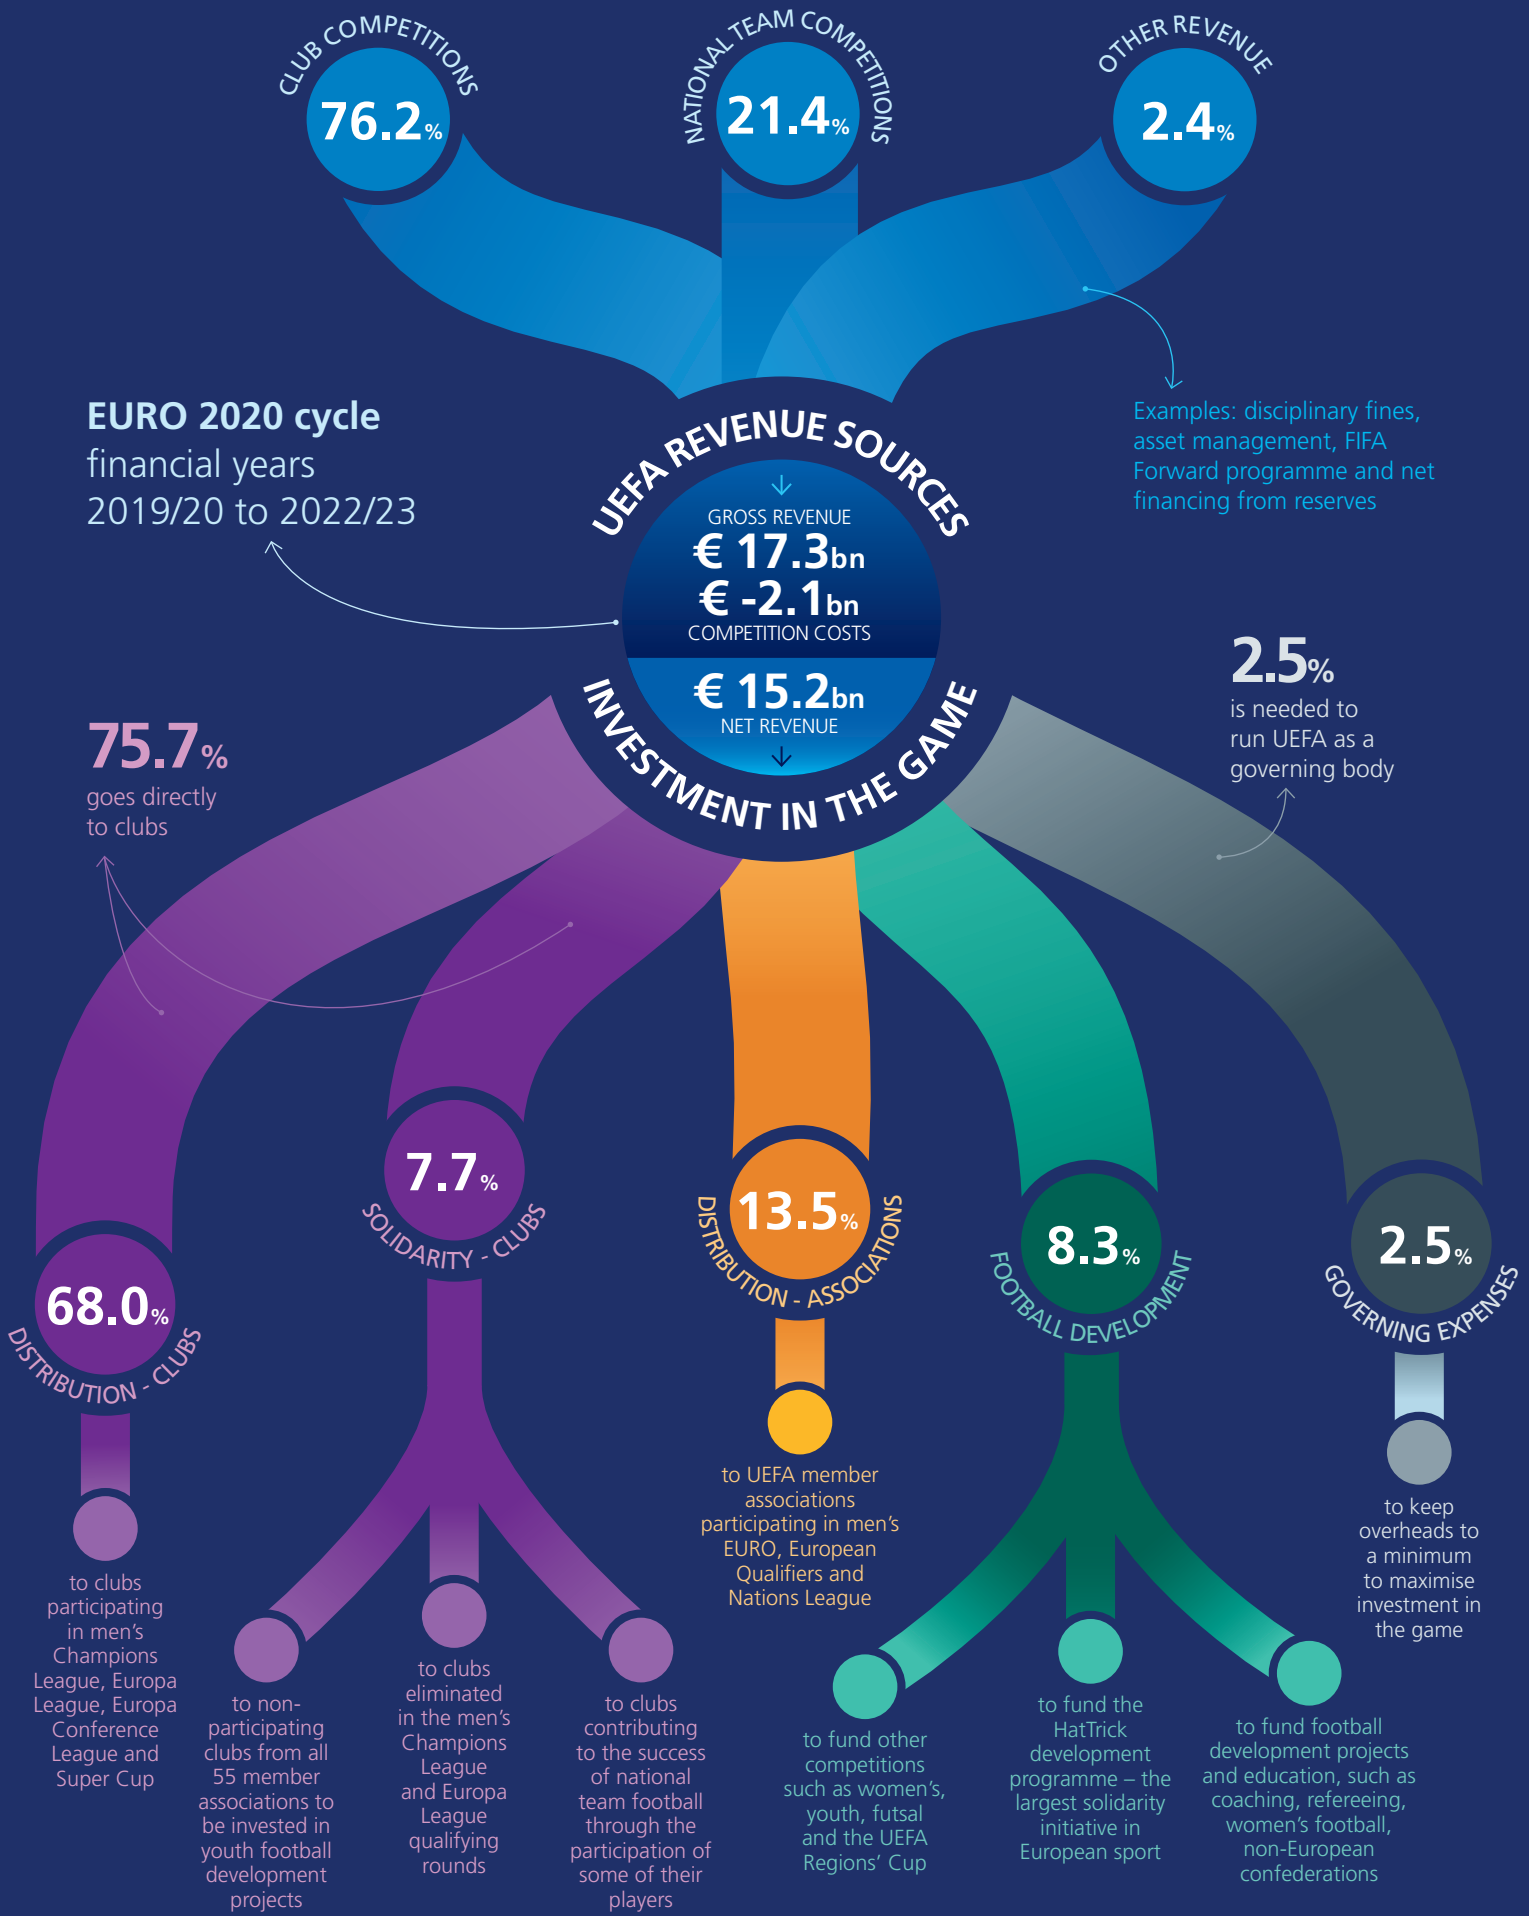 CLUB COMPETITIONS
76.2%
NATIONAL TEAM COMPETITIONS
21.4%
OTHER REVENUE
2.4%
Examples: disciplinary fines,
asset management, FIFA
Forward programme and net
financing from reserves
EURO 2020 cycle
financial years
2019/20 to 2022/23
UEFA REVENUE SOURCES
GROSS REVENUE
€ 17.3bn
€ -2.1bn
COMPETITION COSTS
€ 15.2bn
NET REVENUE
INVESTMENT IN THE GAME
75.7%
goes directly
to clubs
2.5%
is needed to
run UEFA as a
governing body
68.0%
DISTRIBUTION - CLUBS
to clubs
participating
in men's
Champions
League, Europa
League, Europa
Conference
League and
Super Cup
7.7%
SOLIDARITY - CLUBS
to non-
participating
clubs from all
55 member
associations to
be invested in
youth football
development
projects
to clubs
eliminated
in the men's
Champions
League
and Europa
League
qualifying
rounds
to clubs
contributing
to the success
of national
team football
through the
participation of
some of their
players
13.5%
DISTRIBUTION - ASSOCIATIONS
to UEFA member
associations
participating in men's
EURO, European
Qualifiers and
Nations League
8.3%
FOOTBALL DEVELOPMENT
to fund other
competitions
such as women's,
youth, futsal
and the UEFA
Regions' Cup
to fund the
HatTrick
development
programme – the
largest solidarity
initiative in
European sport
to fund football
development projects
and education, such as
coaching, refereeing,
women's football,
non-European
confederations
2.5%
GOVERNING EXPENSES
to keep
overheads to
a minimum
to maximise
investment in
the game